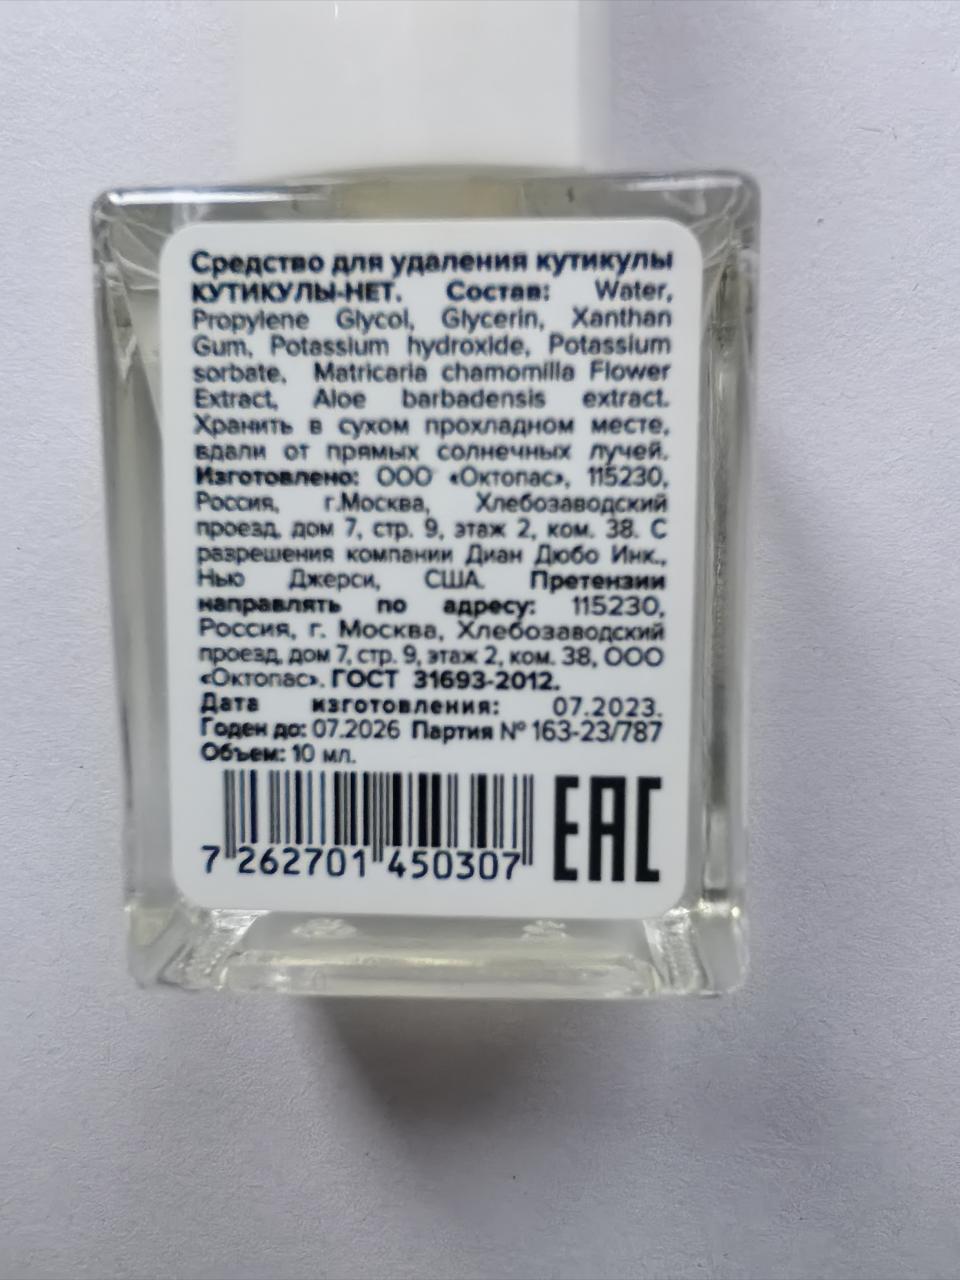 Средство для удаления кутикулы
КУТИКУЛЫ-НЕТ. Состав: Water,
Propylene Glycol, Glycerin, Xanthan
Gum, Potassium hydroxide, Potassium
sorbate, Matricaria chamomilla Flower
Extract, Aloe barbadensis extract.
Хранить в сухом прохладном месте,
вдали от прямых солнечных лучей.
Изготовлено: ООО «Октопас», 115230,
Россия, г.Москва, Хлебозаводский
проезд, дом 7, стр. 9, этаж 2, ком. 38. С
разрешения компании Диан Дюбо Инк.,
Нью Джерси, США. Претензии
направлять по адресу: 115230,
Россия, г. Москва, Хлебозаводский
проезд, дом 7, стр. 9, этаж 2, ком. 38, ООО
«Октопас». ГОСТ 31693-2012.
Дата изготовления: 07.2023.
Годен до: 07.2026 Партия № 163-23/787
Объем: 10 мл.
7 262701 450307 EAC